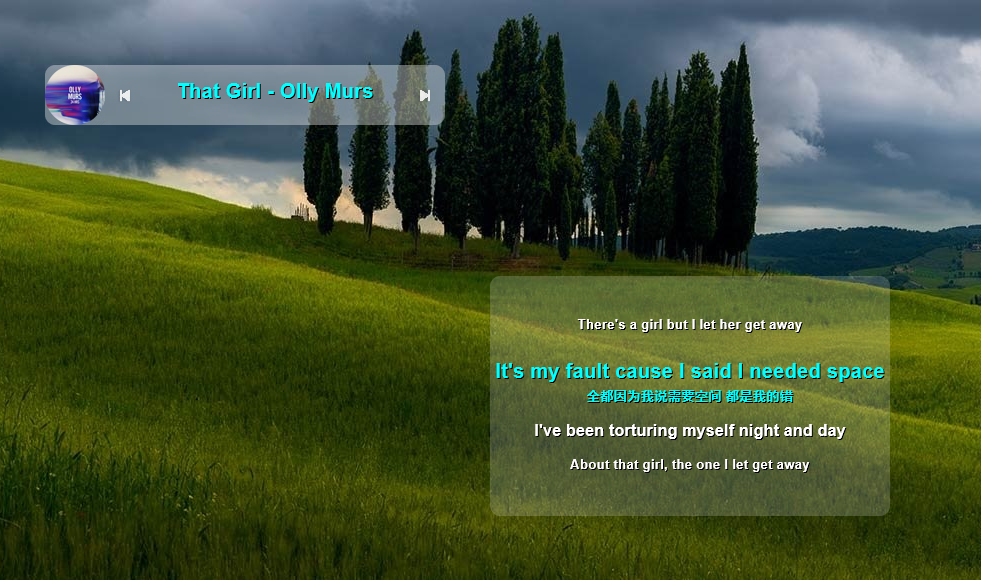 OLLY
MURS
That Girl - Olly Murs
There's a girl but I let her get away
It's my fault cause I said I needed space
全都因为我说需要空间 都是我的错
I've been torturing myself night and day
About that girl, the one I let get away